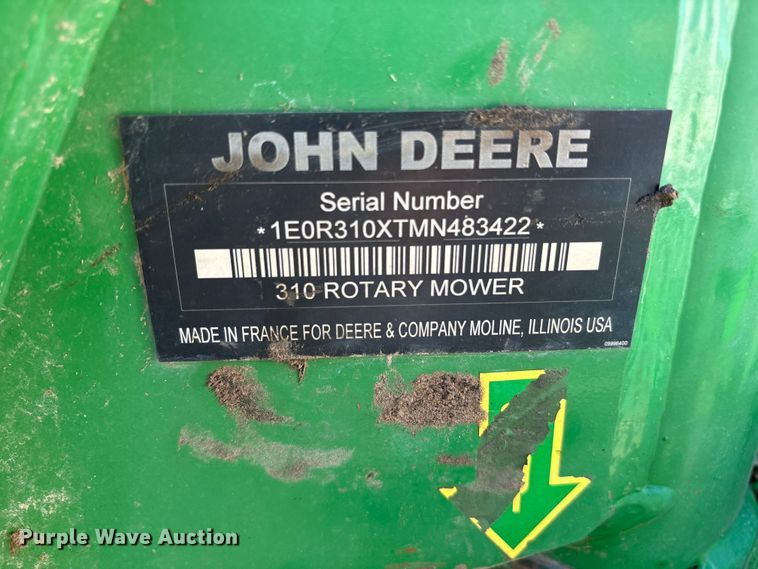 JOHN DEERE
Serial Number
*1E0R310XTMN483422*
310 ROTARY MOWER
MADE IN FRANCE FOR DEERE & COMPANY MOLINE, ILLINOIS USA
09996400
Purple Wave Auction®